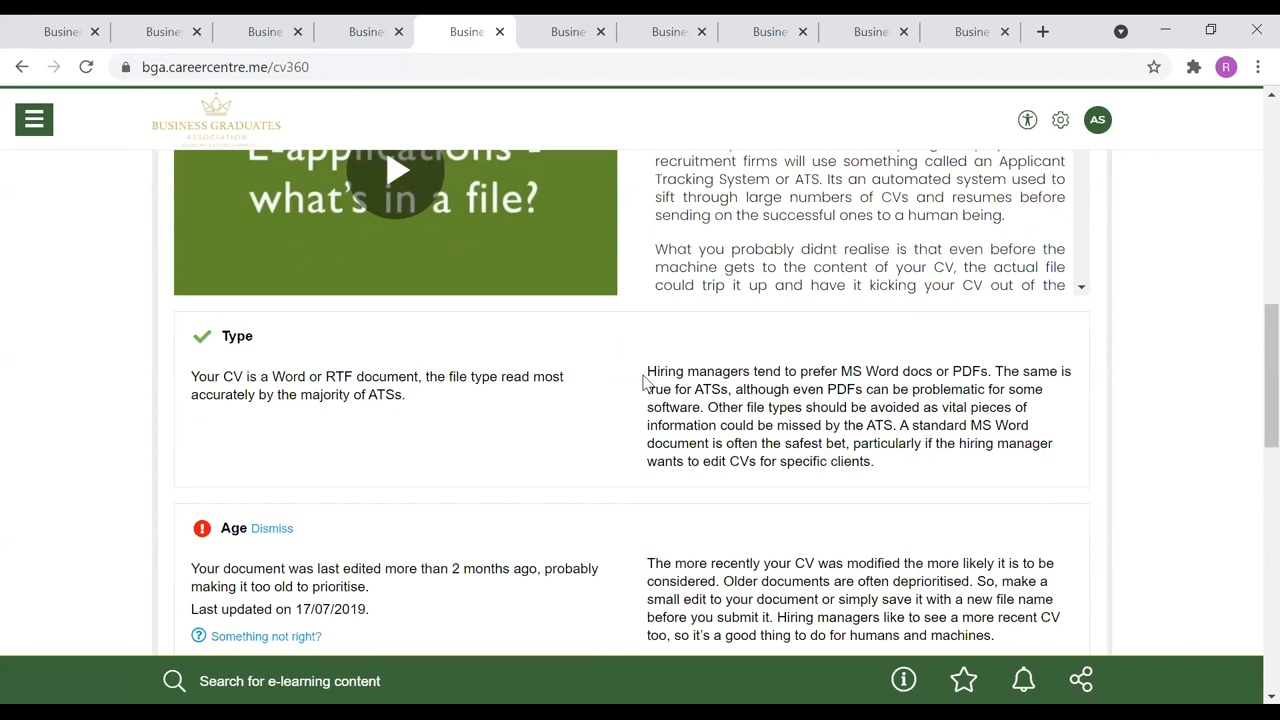 Busine
Busine
Busine
Busine
Busine
Busine
Busine
Busine
Busine
Busine
bga.careercentre.me/cv360
R
BUSINESS GRADUATES
ASSOCIATION
AS
E-applications -
what's in a file?
recruitment firms will use something called an Applicant
Tracking System or ATS. Its an automated system used to
sift through large numbers of CVs and resumes before
sending on the successful ones to a human being.
What you probably didnt realise is that even before the
machine gets to the content of your CV, the actual file
could trip it up and have it kicking your CV out of the
Type
Your CV is a Word or RTF document, the file type read most
accurately by the majority of ATSs.
Hiring managers tend to prefer MS Word docs or PDFs. The same is
true for ATSs, although even PDFs can be problematic for some
software. Other file types should be avoided as vital pieces of
information could be missed by the ATS. A standard MS Word
document is often the safest bet, particularly if the hiring manager
wants to edit CVs for specific clients.
Age Dismiss
Your document was last edited more than 2 months ago, probably
making it too old to prioritise.
Last updated on 17/07/2019.
Something not right?
The more recently your CV was modified the more likely it is to be
considered. Older documents are often deprioritised. So, make a
small edit to your document or simply save it with a new file name
before you submit it. Hiring managers like to see a more recent CV
too, so it's a good thing to do for humans and machines.
Search for e-learning content